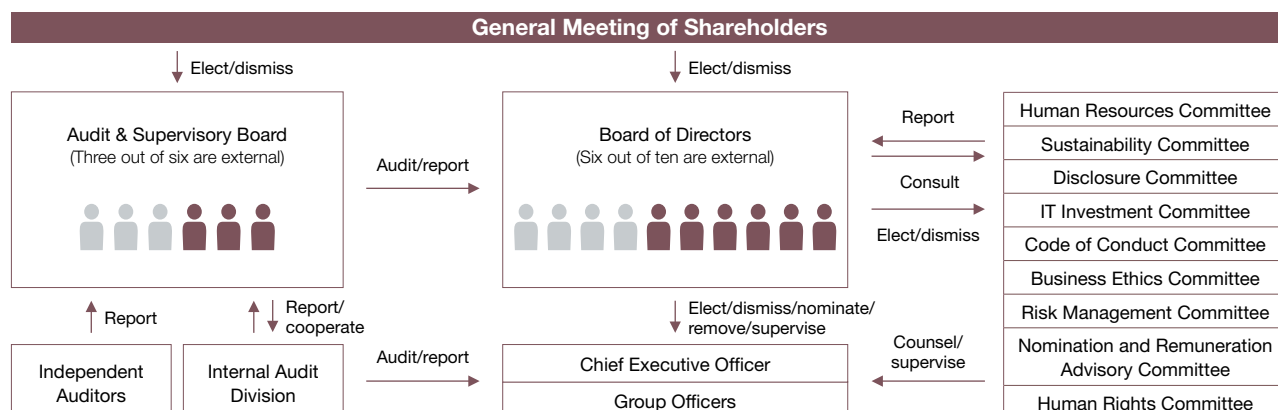 General Meeting of Shareholders
Elect/dismiss
Elect/dismiss
Audit & Supervisory Board
(Three out of six are external)
Audit/report
Board of Directors
(Six out of ten are external)
Report
Consult
Elect/dismiss
Human Resources Committee
Sustainability Committee
Disclosure Committee
IT Investment Committee
Code of Conduct Committee
Business Ethics Committee
Risk Management Committee
Nomination and Remuneration
Advisory Committee
Human Rights Committee
Report
Report/
cooperate
Elect/dismiss/nominate/
remove/supervise
Counsel/
supervise
Independent
Auditors
Internal Audit
Division
Audit/report
Chief Executive Officer
Group Officers